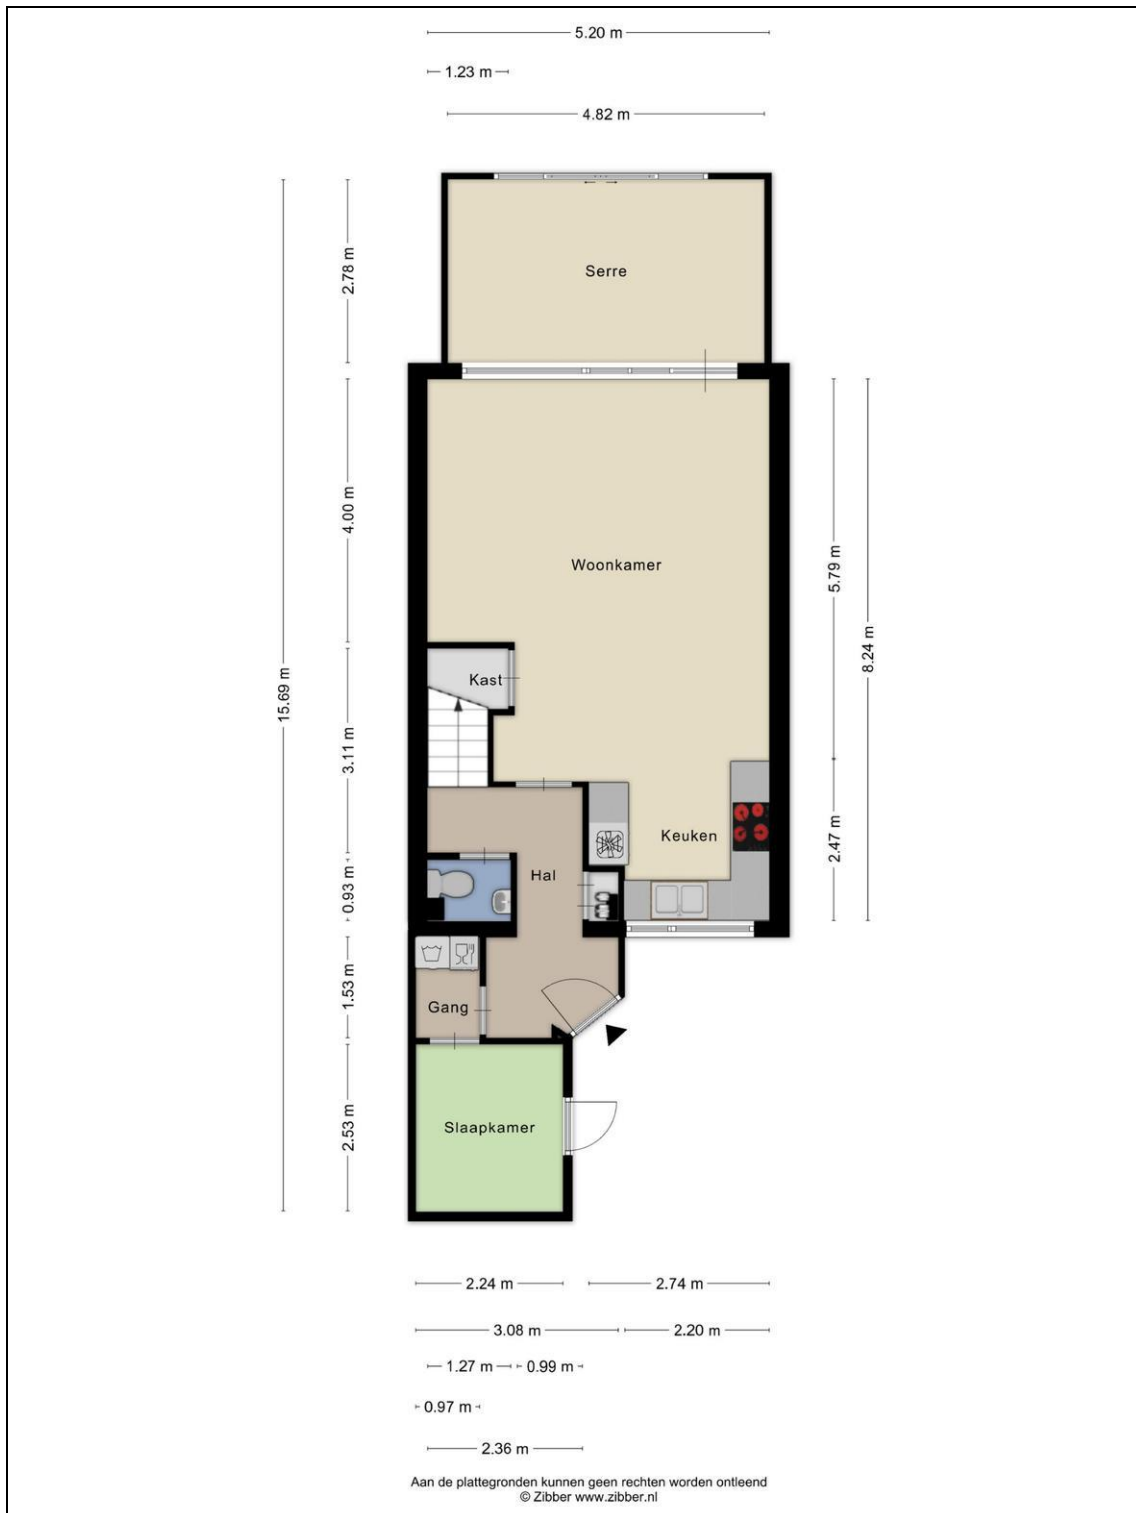 5.20 m
1.23 m
4.82 m
Serre
2.78 m
Woonkamer
4.00 m
5.79 m
8.24 m
15.69 m
Kast
3.11 m
Keuken
2.47 m
Hal
0.93 m
1.53 m
Gang
Slaapkamer
2.53 m
2.24 m
2.74 m
3.08 m
2.20 m
1.27 m
0.99 m
0.97 m
2.36 m
Aan de plattegronden kunnen geen rechten worden ontleend
© Zibber www.zibber.nl